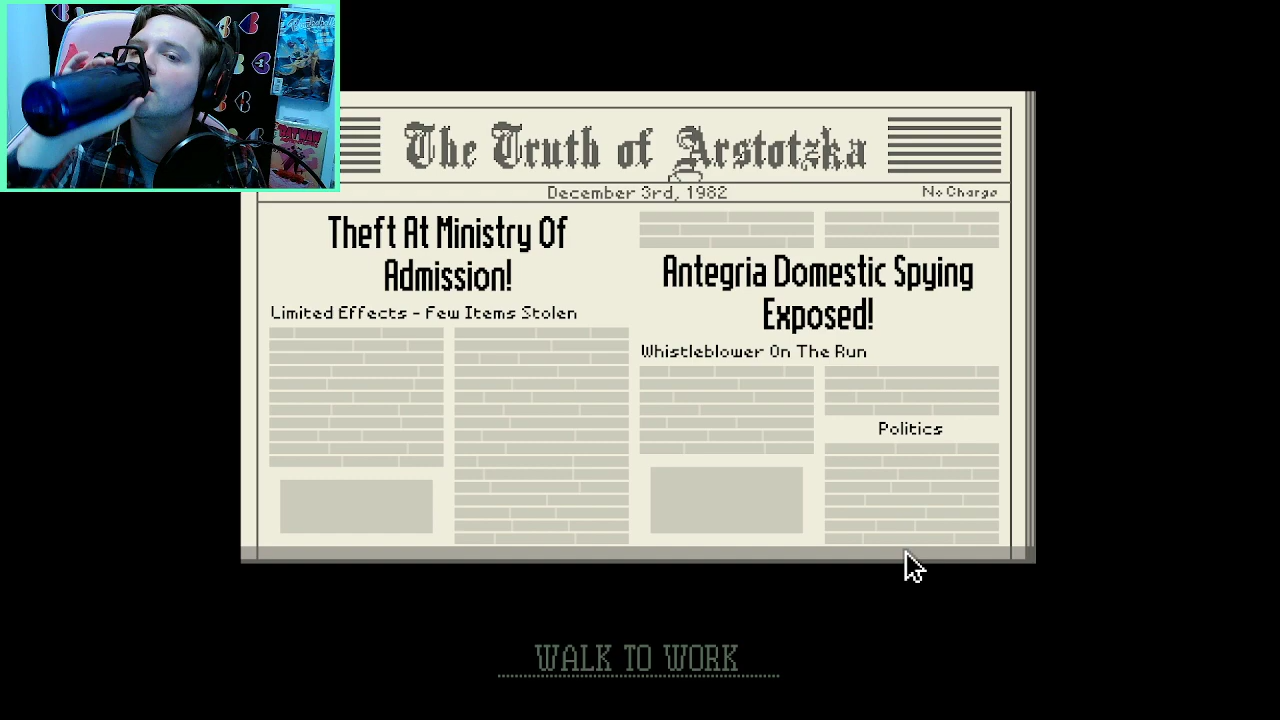 The Truth of Arstotzka
December 3rd, 1982
No Charge
Theft At Ministry Of
Admission!
Limited Effects - Few Items Stolen
Antegria Domestic Spying
Exposed!
Whistleblower On The Run
Politics
WALK TO WORK